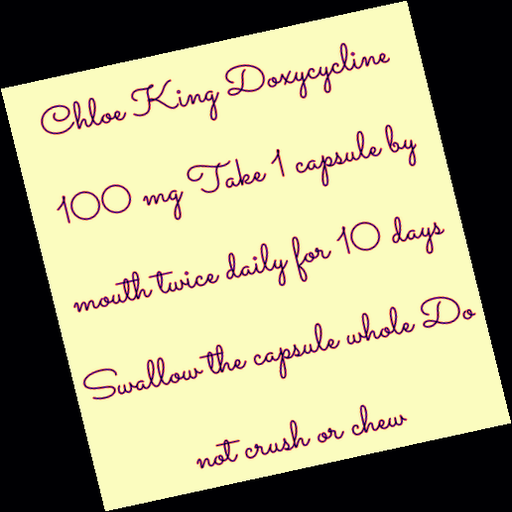 Chloe King Doxycycline
100 mg Take 1 capsule by
mouth twice daily for 10 days
Swallow the capsule whole Do
not crush or chew